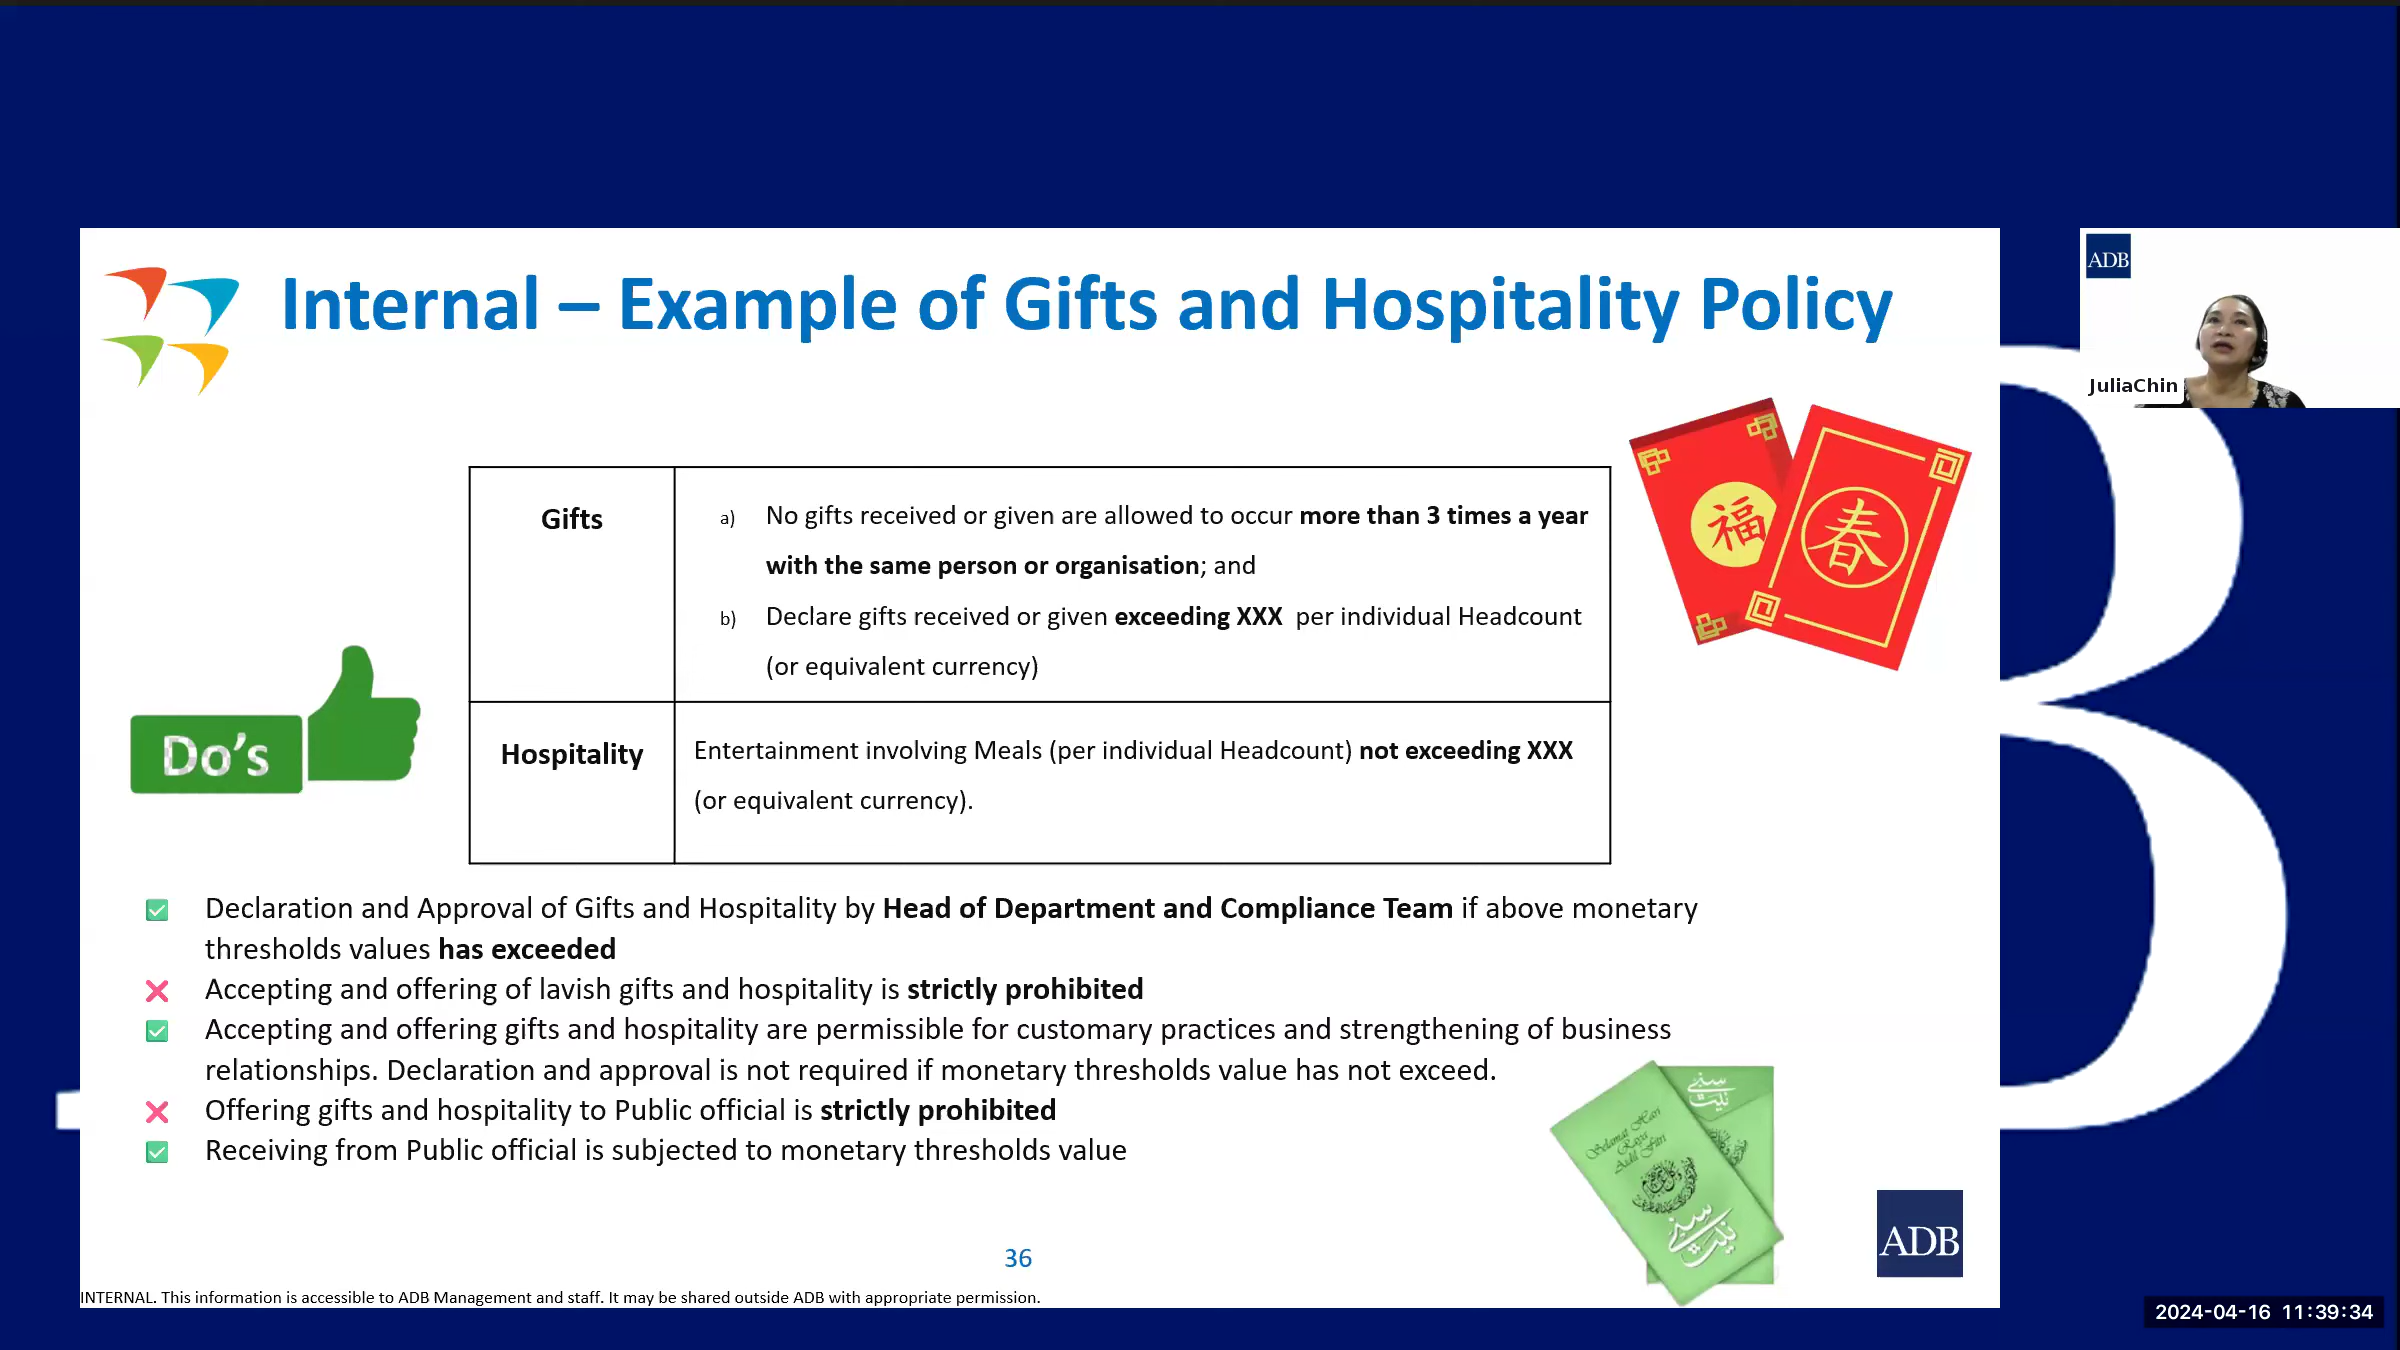 Internal – Example of Gifts and Hospitality Policy
ADB
JuliaChin
福
春
Gifts
a) No gifts received or given are allowed to occur more than 3 times a year
with the same person or organisation; and
b) Declare gifts received or given exceeding XXX per individual Headcount
(or equivalent currency)
Do's
Hospitality
Entertainment involving Meals (per individual Headcount) not exceeding XXX
(or equivalent currency).
Declaration and Approval of Gifts and Hospitality by Head of Department and Compliance Team if above monetary
thresholds values has exceeded
Accepting and offering of lavish gifts and hospitality is strictly prohibited
Accepting and offering gifts and hospitality are permissible for customary practices and strengthening of business
relationships. Declaration and approval is not required if monetary thresholds value has not exceed.
Offering gifts and hospitality to Public official is strictly prohibited
Receiving from Public official is subjected to monetary thresholds value
Selamat Hari
Raya
Aidil Fitri
ADB
36
INTERNAL. This information is accessible to ADB Management and staff. It may be shared outside ADB with appropriate permission.
2024-04-16 11:39:34